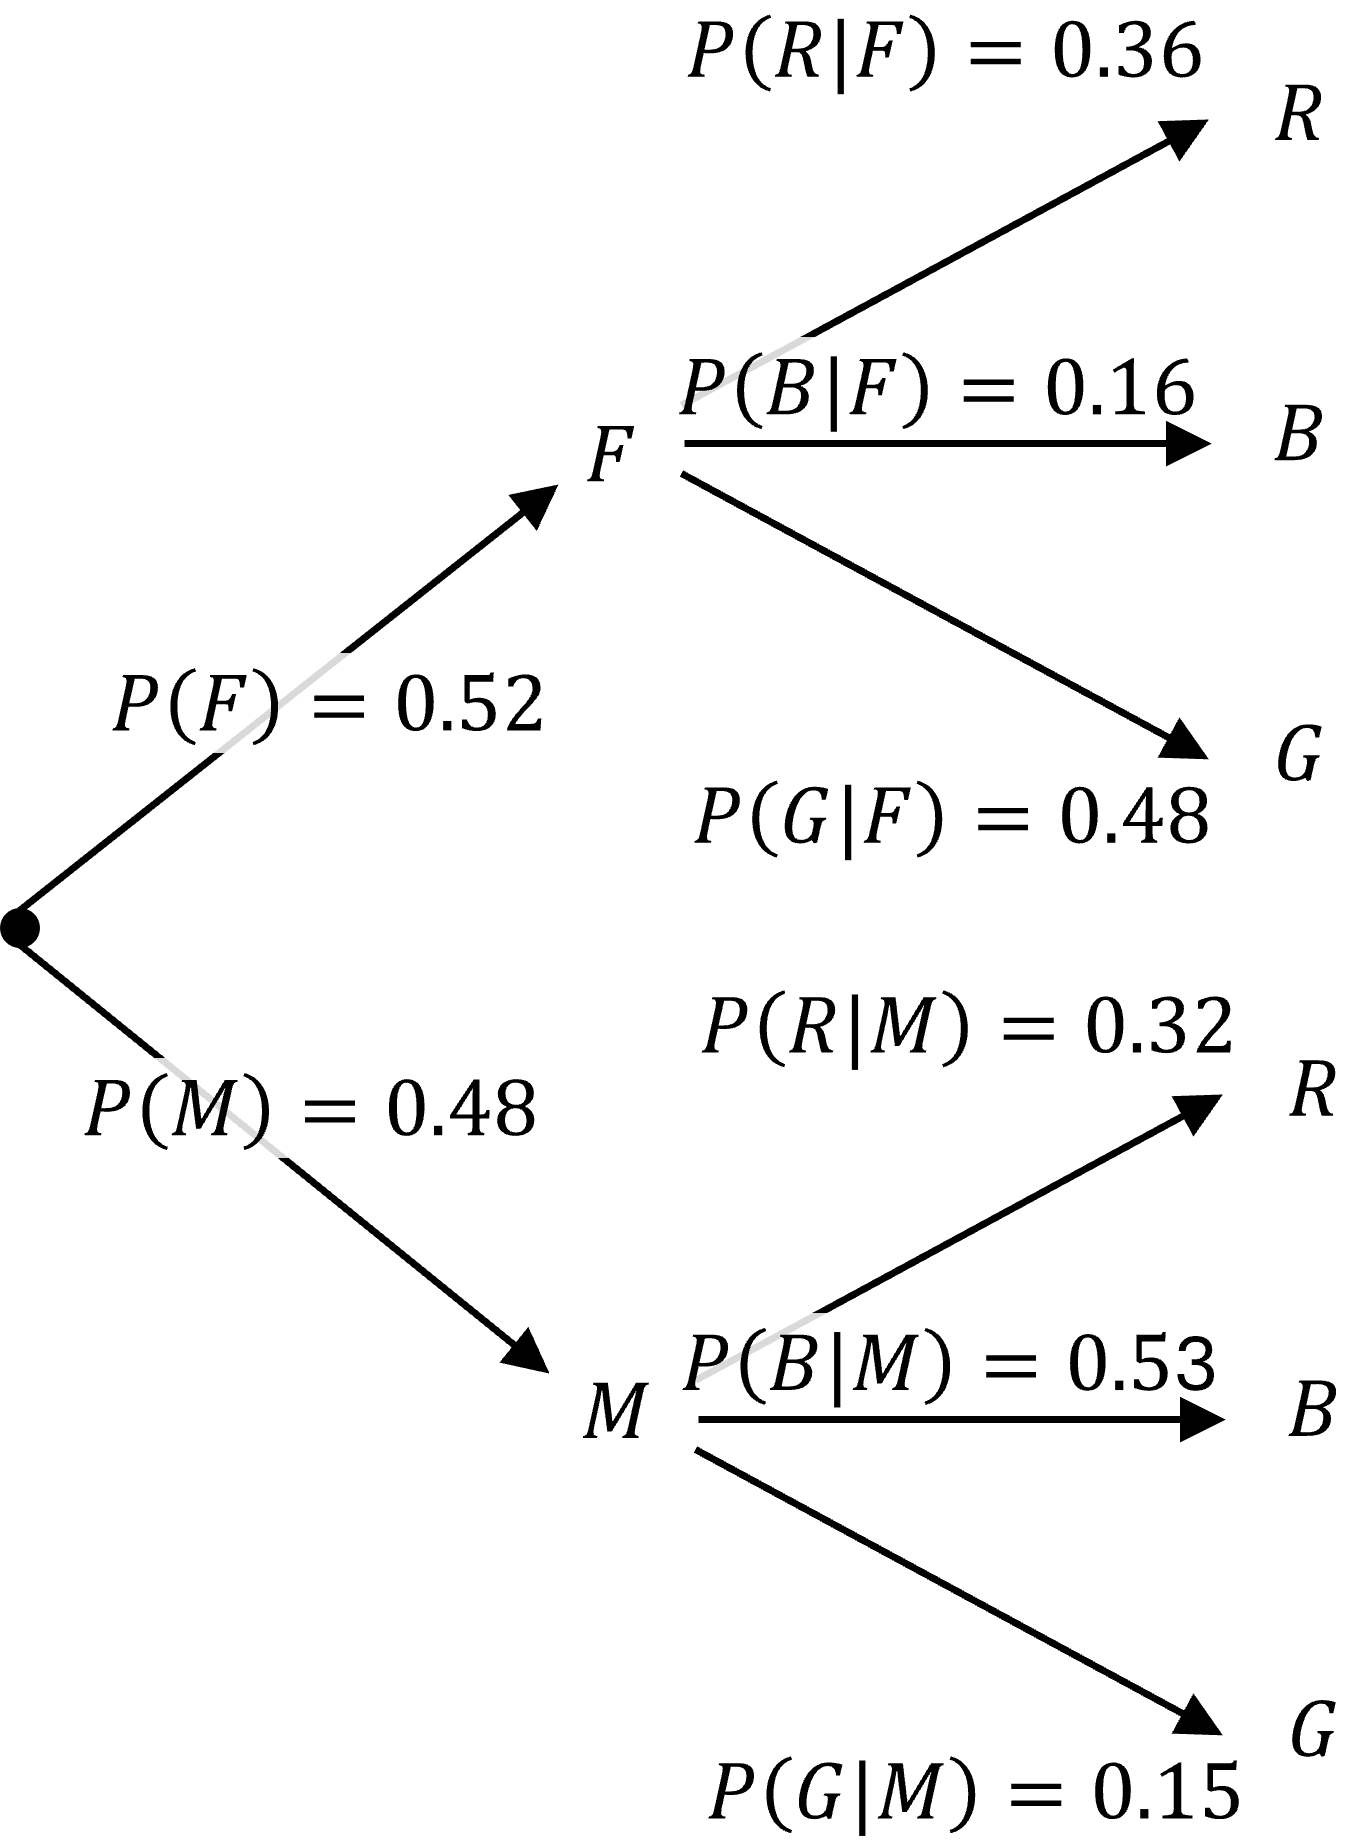 P(R|F) = 0.36
R
P(B|F) = 0.16
B
F
P(F) = 0.52
G
P(G|F) = 0.48
P(R|M) = 0.32
R
P(M) = 0.48
P(B|M) = 0.53
B
M
G
P(G|M) = 0.15